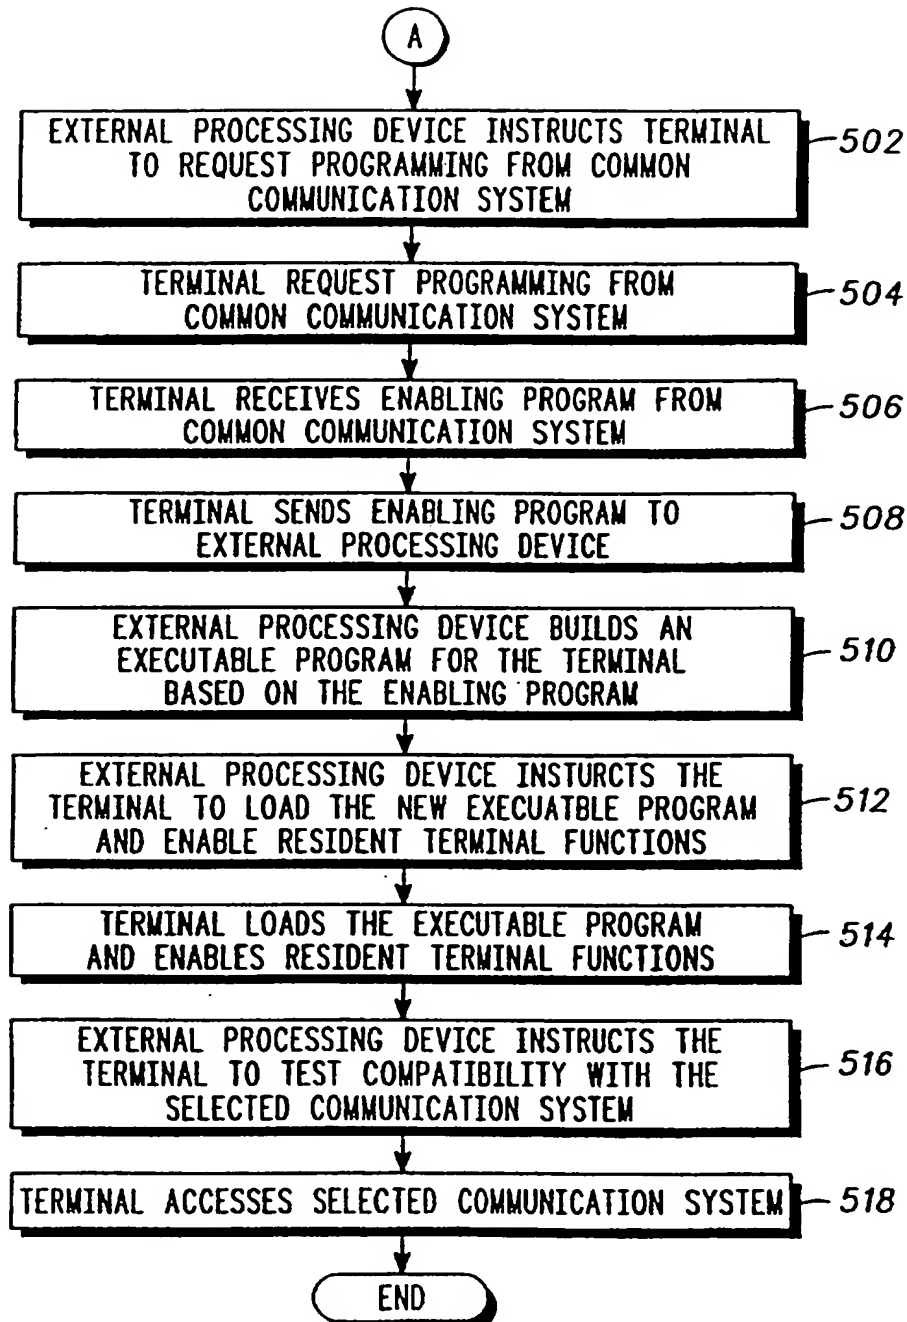 A
EXTERNAL PROCESSING DEVICE INSTRUCTS TERMINAL
TO REQUEST PROGRAMMING FROM COMMON
COMMUNICATION SYSTEM
502
TERMINAL REQUEST PROGRAMMING FROM
COMMON COMMUNICATION SYSTEM
504
TERMINAL RECEIVES ENABLING PROGRAM FROM
COMMON COMMUNICATION SYSTEM
506
TERMINAL SENDS ENABLING PROGRAM TO
EXTERNAL PROCESSING DEVICE
508
EXTERNAL PROCESSING DEVICE BUILDS AN
EXECUTABLE PROGRAM FOR THE TERMINAL
BASED ON THE ENABLING PROGRAM
510
EXTERNAL PROCESSING DEVICE INSTURCTS THE
TERMINAL TO LOAD THE NEW EXECUATBLE PROGRAM
AND ENABLE RESIDENT TERMINAL FUNCTIONS
512
TERMINAL LOADS THE EXECUTABLE PROGRAM
AND ENABLES RESIDENT TERMINAL FUNCTIONS
514
EXTERNAL PROCESSING DEVICE INSTRUCTS THE
TERMINAL TO TEST COMPATIBILITY WITH THE
SELECTED COMMUNICATION SYSTEM
516
TERMINAL ACCESSES SELECTED COMMUNICATION SYSTEM
518
END